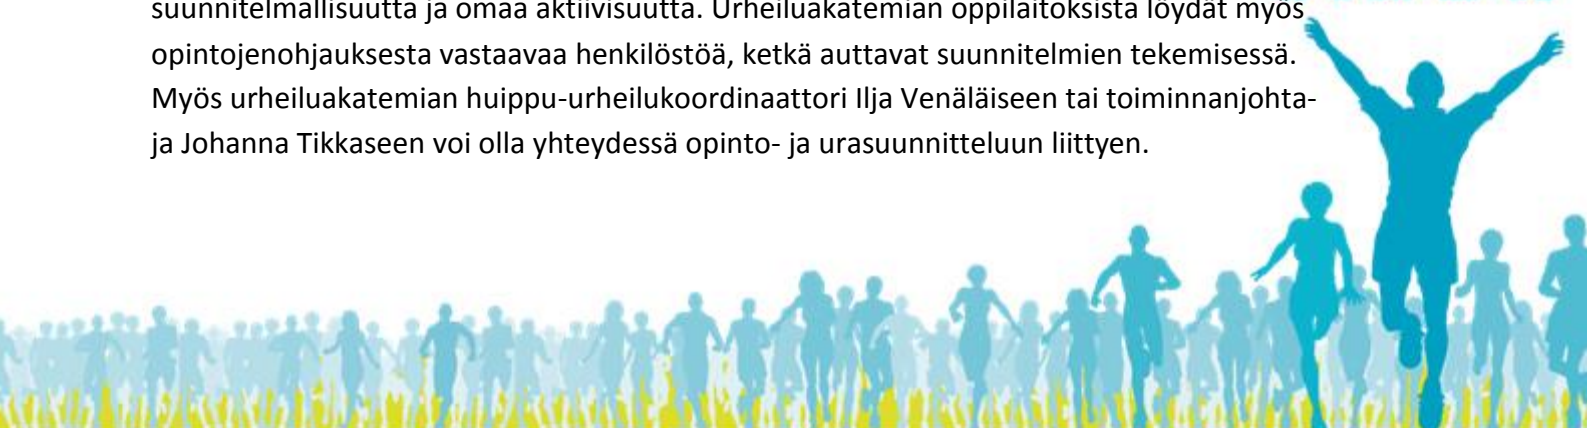 suunnitelmallisuutta ja omaa aktiivisuutta. Urheiluakatemian oppilaitoksista löydät myös
opintojenohjauksesta vastaavaa henkilöstöä, ketkä auttavat suunnitelmien tekemisessä.
Myös urheiluakatemian huippu-urheilukoordinaattori Ilja Venäläiseen tai toiminnanjohta-
ja Johanna Tikkaseen voi olla yhteydessä opinto- ja urasuunnitteluun liittyen.